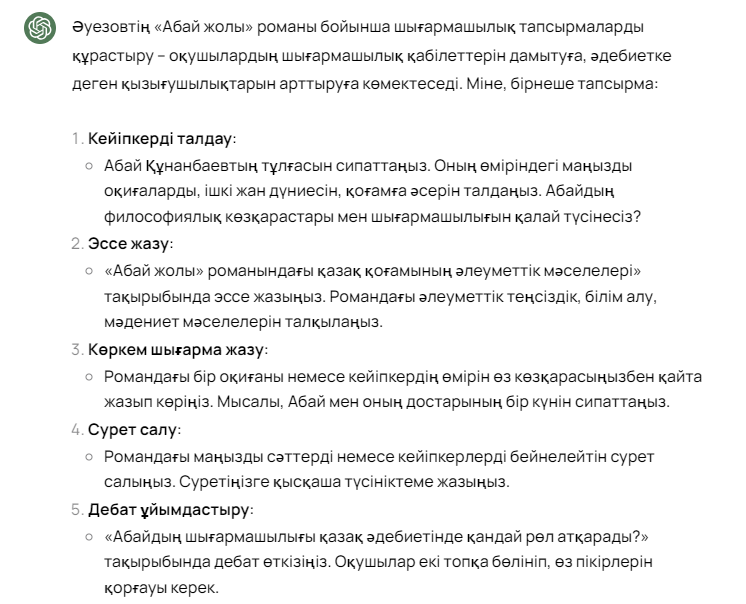 Әуезовтің «Абай жолы» романы бойынша шығармашылық тапсырмаларды
құрастыру – оқушылардың шығармашылық қабілеттерін дамытуға, әдебиетке
деген қызығушылықтарын арттыруға көмектеседі. Міне, бірнеше тапсырма:
1. Кейіпкерді талдау:
○ Абай Құнанбаевтың тұлғасын сипаттаңыз. Оның өміріндегі маңызды
оқиғаларды, ішкі жан дүниесін, қоғамға әсерін талдаңыз. Абайдың
философиялық көзқарастары мен шығармашылығын қалай түсінесіз?
2. Эссе жазу:
○ «Абай жолы» романындағы қазақ қоғамының әлеуметтік мәселелері»
тақырыбында эссе жазыңыз. Романдағы әлеуметтік теңсіздік, білім алу,
мәдениет мәселелерін талқылаңыз.
3. Көркем шығарма жазу:
○ Романдағы бір оқиғаны немесе кейіпкердің өмірін өз көзқарасыңызбен қайта
жазып көріңіз. Мысалы, Абай мен оның достарының бір күнін сипаттаңыз.
4. Сурет салу:
○ Романдағы маңызды сәттерді немесе кейіпкерлерді бейнелейтін сурет
салыңыз. Суретіңізге қысқаша түсініктеме жазыңыз.
5. Дебат ұйымдастыру:
○ «Абайдың шығармашылығы қазақ әдебиетінде қандай рөл атқарады?»
тақырыбында дебат өткізіңіз. Оқушылар екі топқа бөлініп, өз пікірлерін
қорғауы керек.